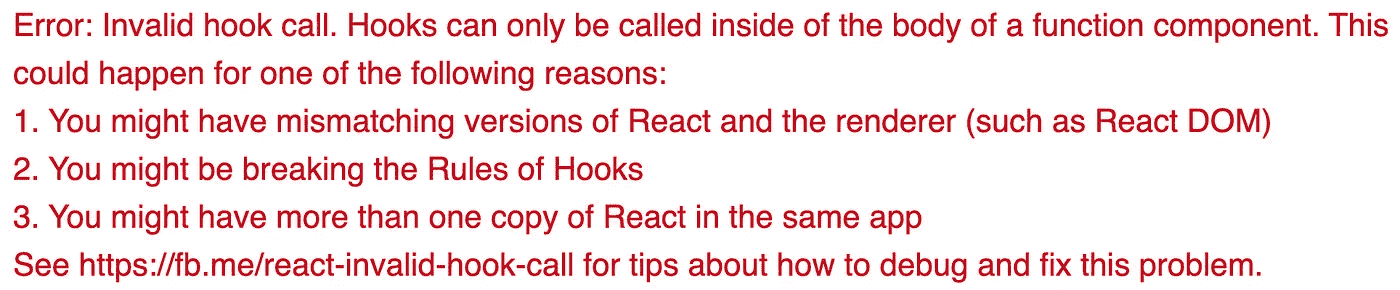 Error: Invalid hook call. Hooks can only be called inside of the body of a function component. This
could happen for one of the following reasons:
1. You might have mismatching versions of React and the renderer (such as React DOM)
2. You might be breaking the Rules of Hooks
3. You might have more than one copy of React in the same app
See https://fb.me/react-invalid-hook-call for tips about how to debug and fix this problem.